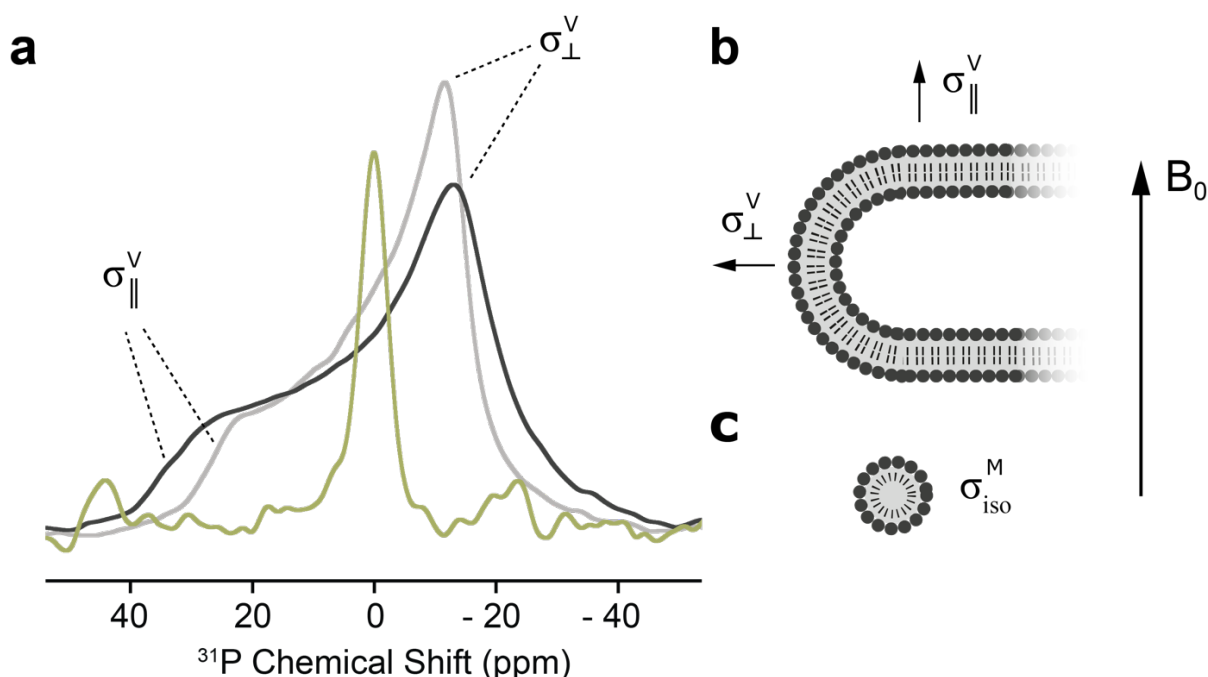 a
σ⊥V
σ∥V
40 20 0 - 20 - 40
31P Chemical Shift (ppm)
b
σ∥V
B0
σ⊥V
c
σisoM